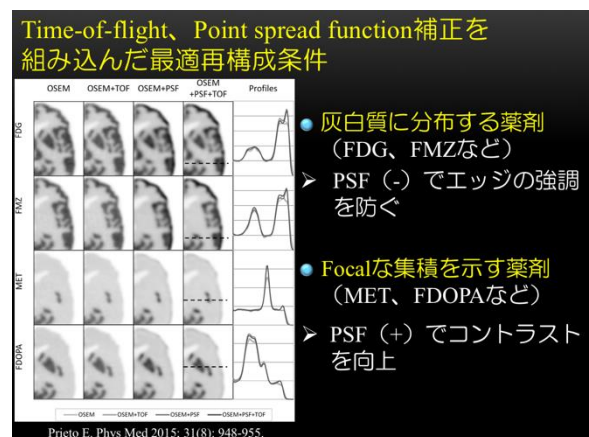 Time-of-flight、Point spread function補正を
組み込んだ最適再構成条件
OSEM
OSEM+TOF
OSEM+PSF
OSEM
+PSF+TOF
Profiles
FDG
FMZ
MET
FDOPA
OSEM
OSEM+TOF
OSEM+PSF
OSEM+PSF+TOF
Prieto E. Phys Med 2015; 31(8): 948-955.
灰白質に分布する薬剤
（FDG、FMZなど）
➢ PSF（-）でエッジの強調
を防ぐ
Focalな集積を示す薬剤
（MET、FDOPAなど）
➢ PSF（+）でコントラスト
を向上